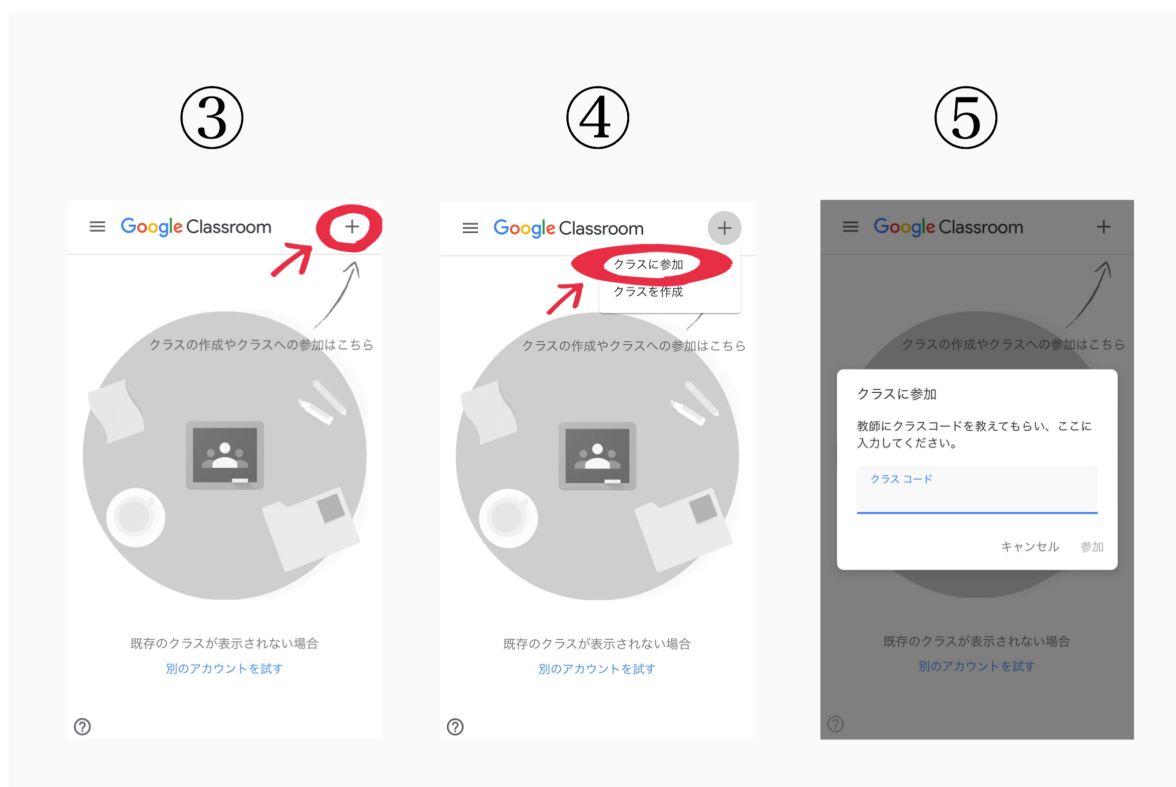 ③
Google Classroom
クラスの作成やクラスへの参加はこちら
既存のクラスが表示されない場合
別のアカウントを試す
④
Google Classroom
クラスに参加
クラスを作成
クラスの作成やクラスへの参加はこちら
既存のクラスが表示されない場合
別のアカウントを試す
⑤
Google Classroom
クラスの作成やクラスへの参加はこちら
クラスに参加
教師にクラスコードを教えてもらい、ここに
入力してください。
クラス コード
キャンセル 参加
既存のクラスが表示されない場合
別のアカウントを試す